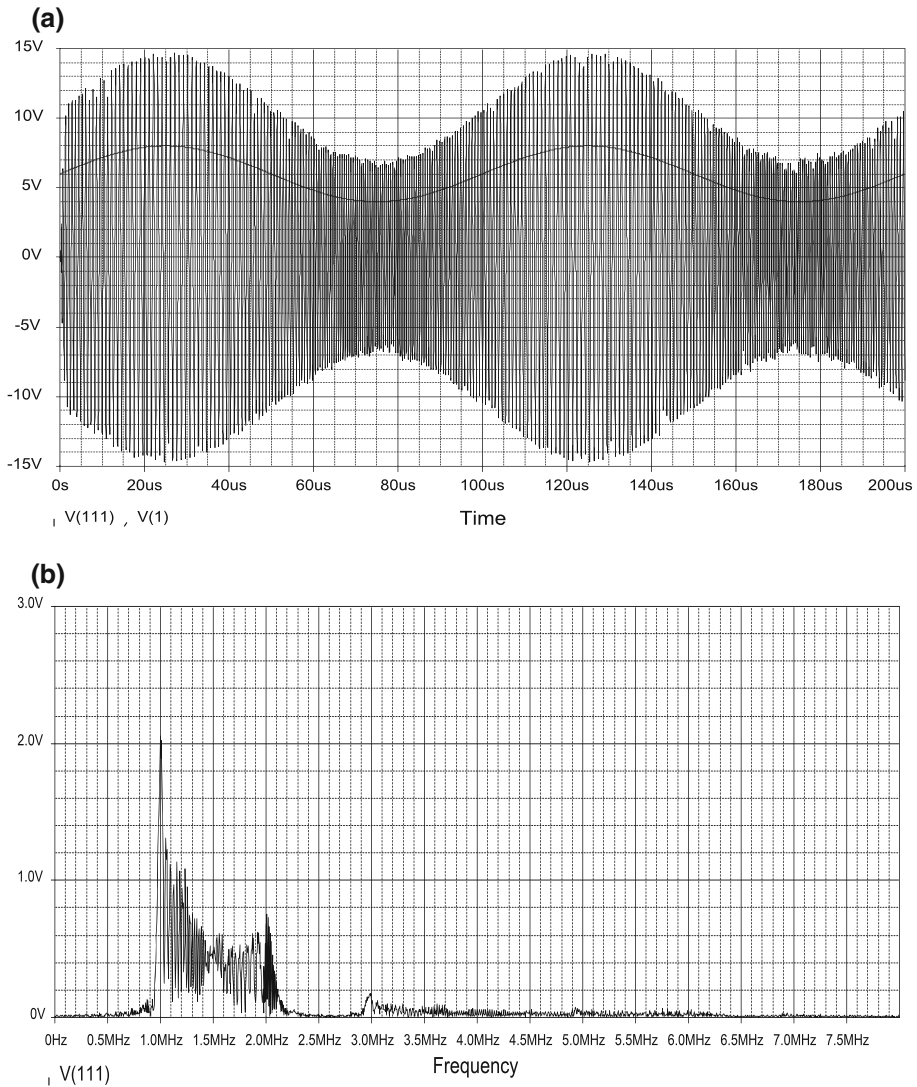 (a)
15V
10V
5V
0V
-5V
-10V
-15V
0s 20us 40us 60us 80us 100us 120us 140us 160us 180us 200us
V(111) , V(1)
Time
(b)
3.0V
2.0V
1.0V
0V
0Hz 0.5MHz 1.0MHz 1.5MHz 2.0MHz 2.5MHz 3.0MHz 3.5MHz 4.0MHz 4.5MHz 5.0MHz 5.5MHz 6.0MHz 6.5MHz 7.0MHz 7.5MHz
V(111)
Frequency